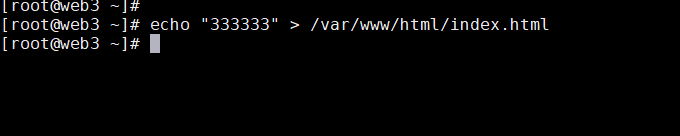 [root@web3 ~]#
[root@web3 ~]# echo "333333" > /var/www/html/index.html
[root@web3 ~]#